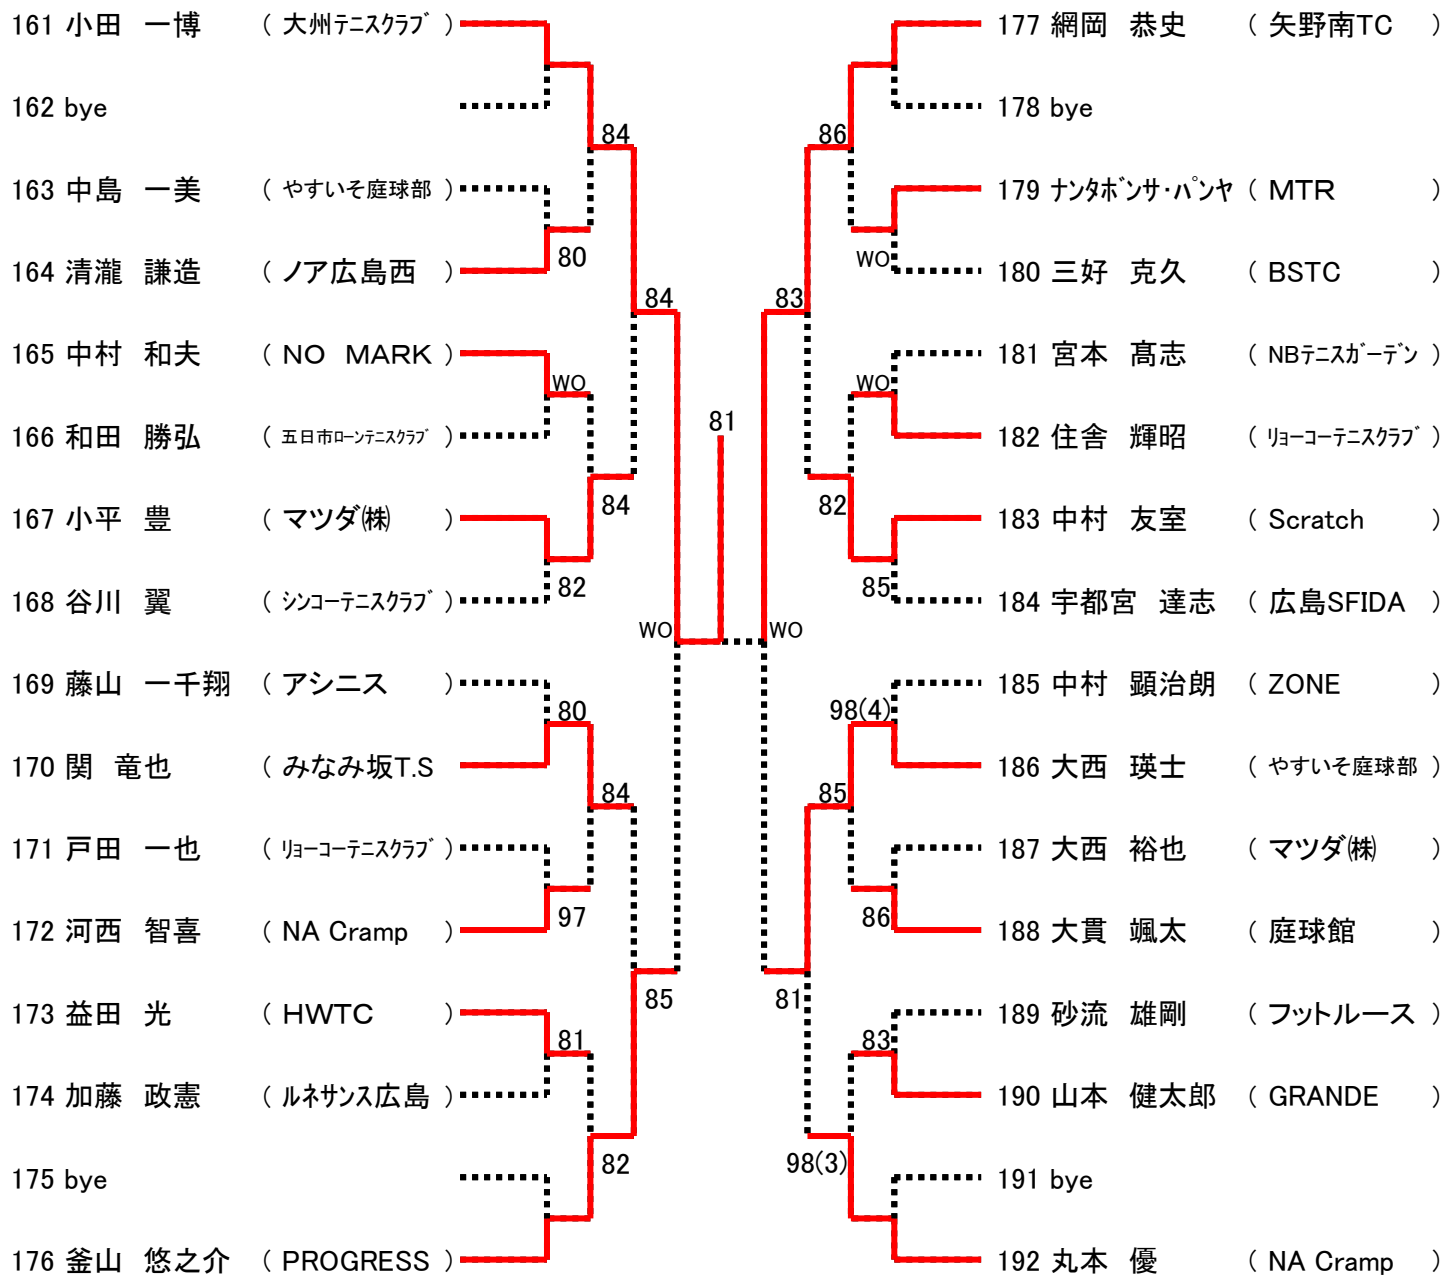 161 小田　一博　（ 大州ﾃﾆｽｸﾗﾌﾞ ）
162 bye
84
163 中島　一美　（ やすいそ庭球部 ）
80
164 清瀧　謙造　（ ノア広島西 ）
84
165 中村　和夫　（ NO　MARK ）
WO
166 和田　勝弘　（ 五日市ﾛｰﾝﾃﾆｽｸﾗﾌﾞ ）
84
167 小平　豊　（ マツダ㈱ ）
82
168 谷川　翼　（ ｼﾝｺｰﾃﾆｽｸﾗﾌﾞ ）
WO
169 藤山　一千翔　（ アシニス ）
80
170 関　竜也　（ みなみ坂T.S
84
171 戸田　一也　（ ﾘｮｰｺｰﾃﾆｽｸﾗﾌﾞ ）
97
172 河西　智喜　（ NA Cramp ）
85
173 益田　光　（ HWTC ）
81
174 加藤　政憲　（ ﾙﾈｻﾝｽ広島 ）
82
175 bye
176 釜山　悠之介　（ PROGRESS ）
81
177 網岡　恭史　（ 矢野南TC ）
178 bye
86
179 ﾅﾝﾀﾎﾞﾝｻ・ﾊﾟﾝﾔ （ MTR ）
WO
180 三好　克久　（ BSTC ）
83
181 宮本　髙志　（ NBﾃﾆｽｶﾞｰﾃﾞﾝ ）
WO
182 住舎　輝昭　（ ﾘｮｰｺｰﾃﾆｽｸﾗﾌﾞ ）
82
183 中村　友室　（ Scratch ）
85
184 宇都宮　達志　（ 広島SFIDA ）
WO
185 中村　顕治朗　（ ZONE ）
98(4)
186 大西　瑛士　（ やすいそ庭球部 ）
85
187 大西　裕也　（ マツダ㈱ ）
86
188 大貫　颯太　（ 庭球館 ）
81
189 砂流　雄剛　（ フットルース ）
83
190 山本　健太郎　（ GRANDE ）
98(3)
191 bye
192 丸本　優　（ NA Cramp ）